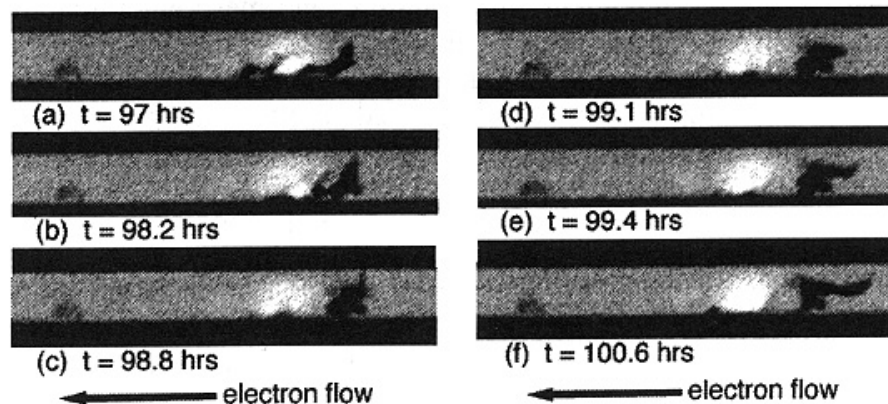 (a) t = 97 hrs
(b) t = 98.2 hrs
(c) t = 98.8 hrs
electron flow
(d) t = 99.1 hrs
(e) t = 99.4 hrs
(f) t = 100.6 hrs
electron flow